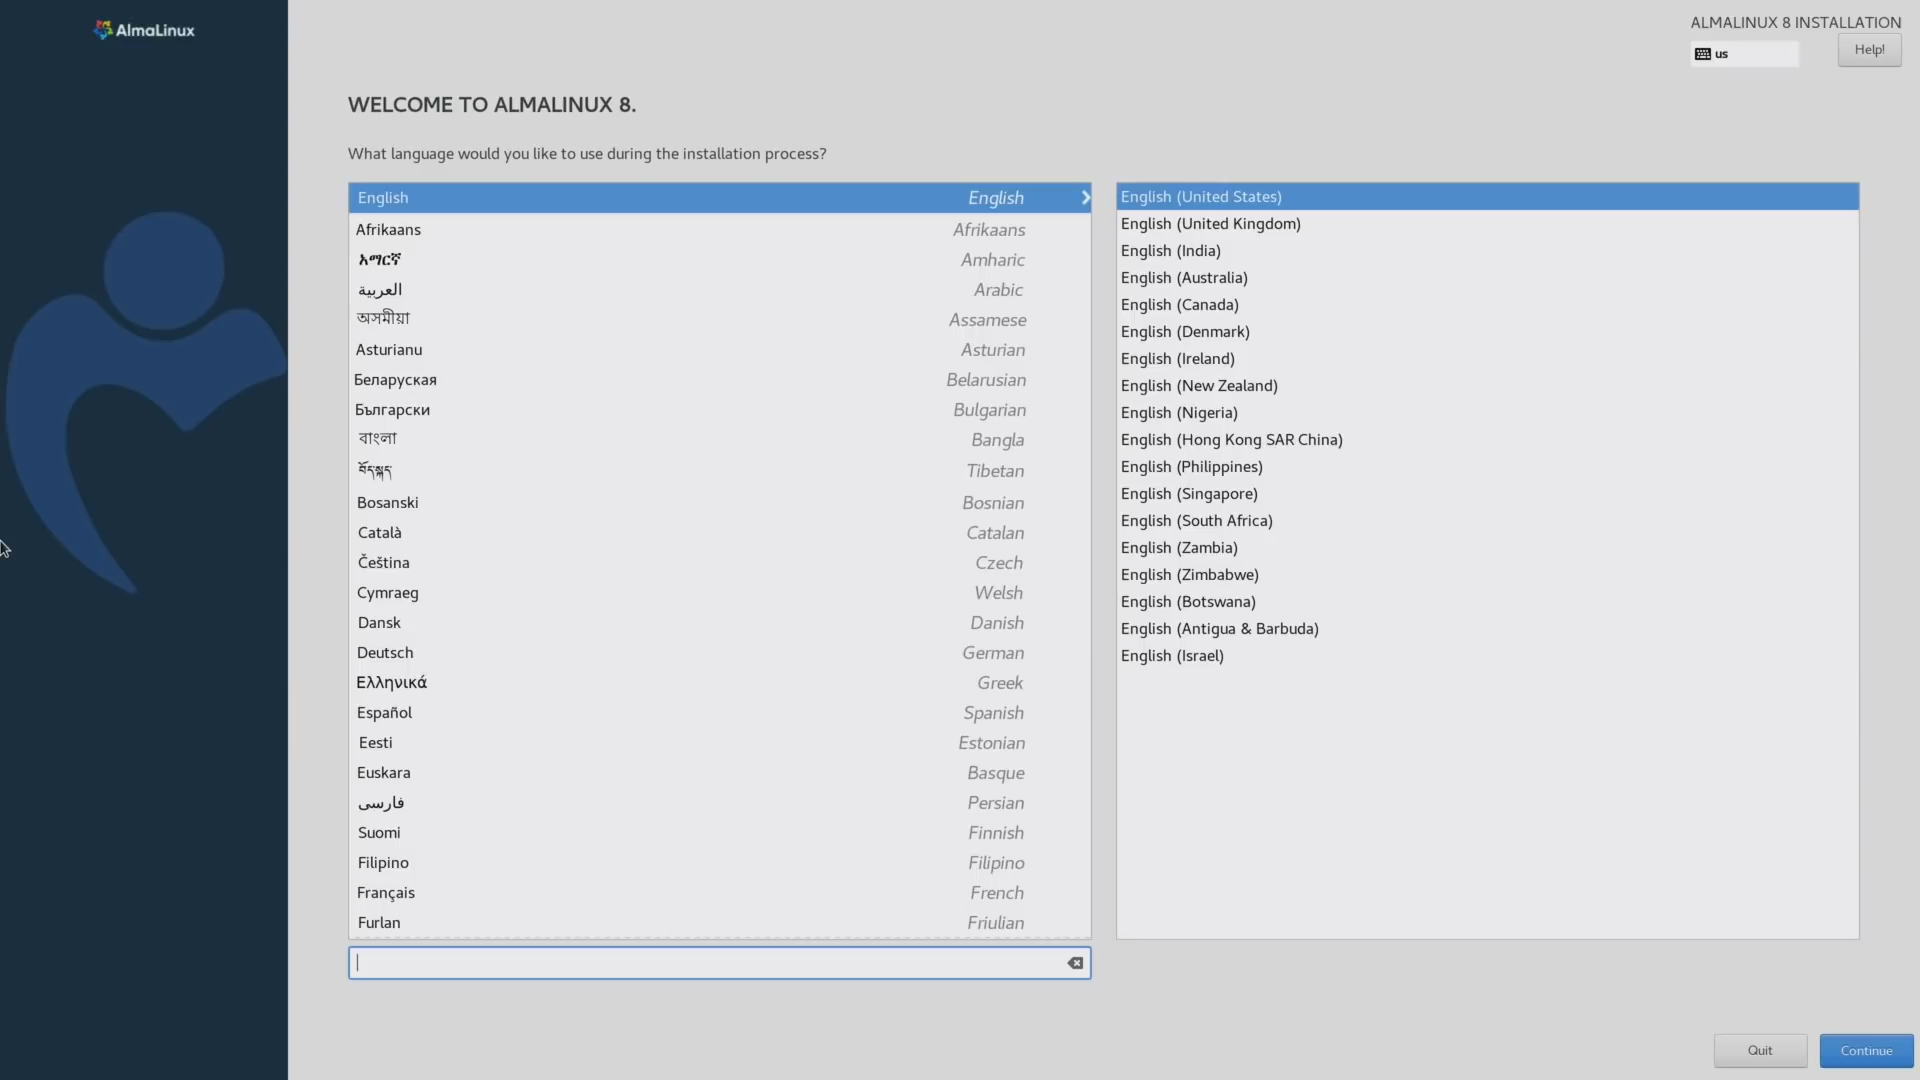 AlmaLinux
ALMALINUX 8 INSTALLATION
us
Help!
WELCOME TO ALMALINUX 8.
What language would you like to use during the installation process?
English English
Afrikaans Afrikaans
አማርኛ Amharic
العربية Arabic
অসমীয়া Assamese
Asturianu Asturian
Беларуская Belarusian
Български Bulgarian
বাংলা Bangla
བོད་སྐད་ Tibetan
Bosanski Bosnian
Català Catalan
Čeština Czech
Cymraeg Welsh
Dansk Danish
Deutsch German
Ελληνικά Greek
Español Spanish
Eesti Estonian
Euskara Basque
فارسی Persian
Suomi Finnish
Filipino Filipino
Français French
Furlan Friulian
English (United States)
English (United Kingdom)
English (India)
English (Australia)
English (Canada)
English (Denmark)
English (Ireland)
English (New Zealand)
English (Nigeria)
English (Hong Kong SAR China)
English (Philippines)
English (Singapore)
English (South Africa)
English (Zambia)
English (Zimbabwe)
English (Botswana)
English (Antigua & Barbuda)
English (Israel)
Quit
Continue